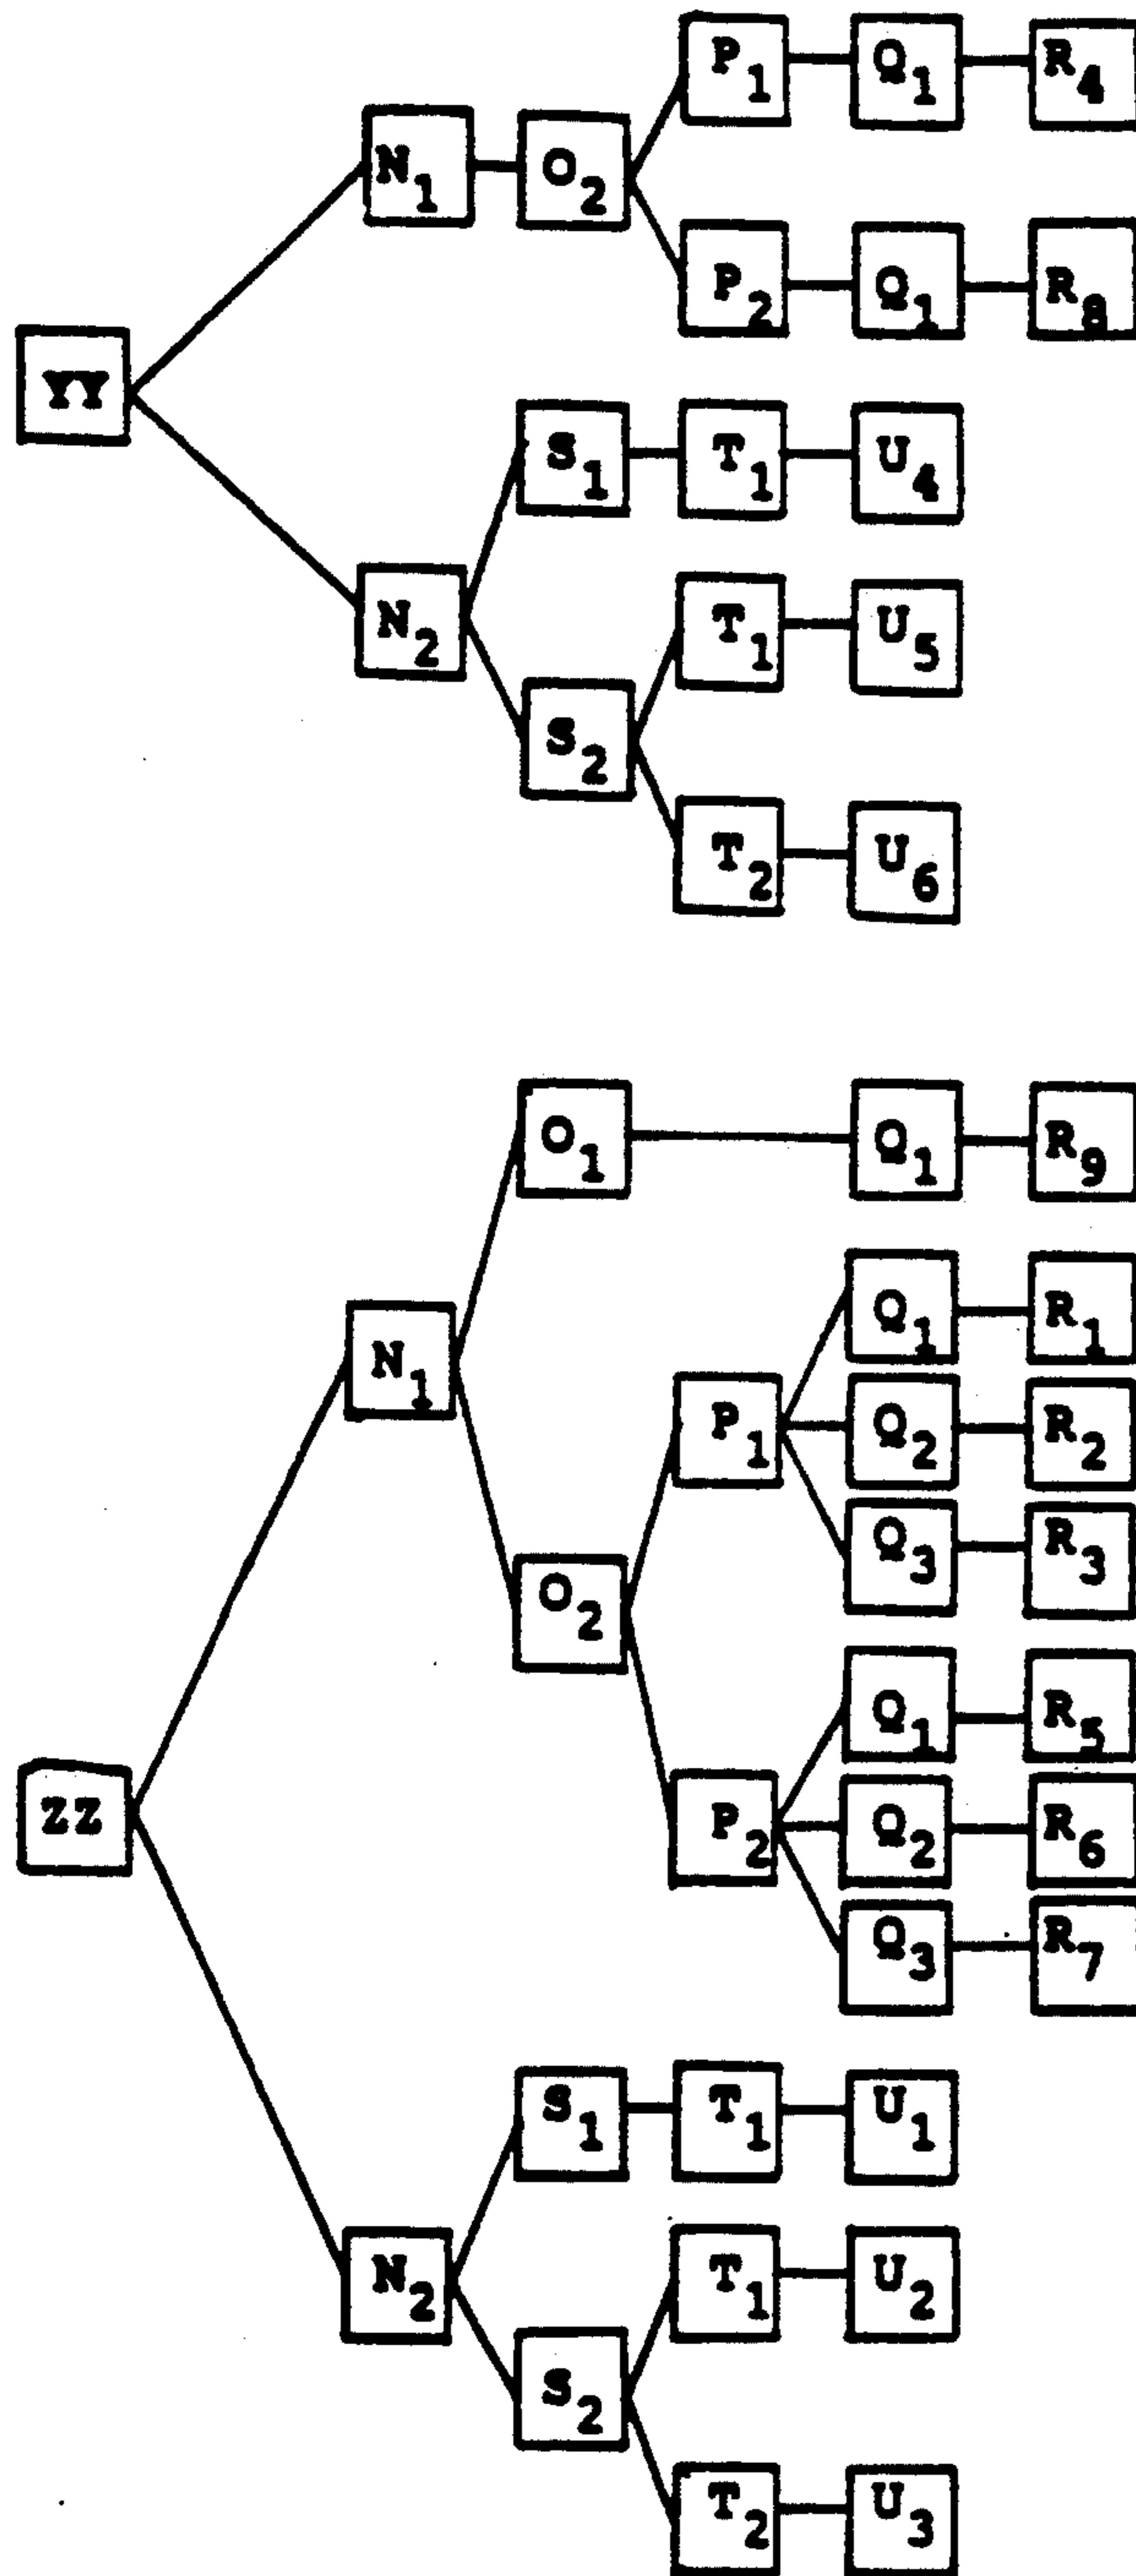 P₁ Q₁ R₄
N₁ O₂
P₂ Q₁ R₈
YY
S₁ T₁ U₄
N₂ T₁ U₅
S₂
T₂ U₆
O₁ Q₁ R₉
Q₁ R₁
N₁
P₁ Q₂ R₂
Q₃ R₃
O₂
Q₁ R₅
ZZ P₂ Q₂ R₆
Q₃ R₇
S₁ T₁ U₁
N₂ T₁ U₂
S₂
T₂ U₃